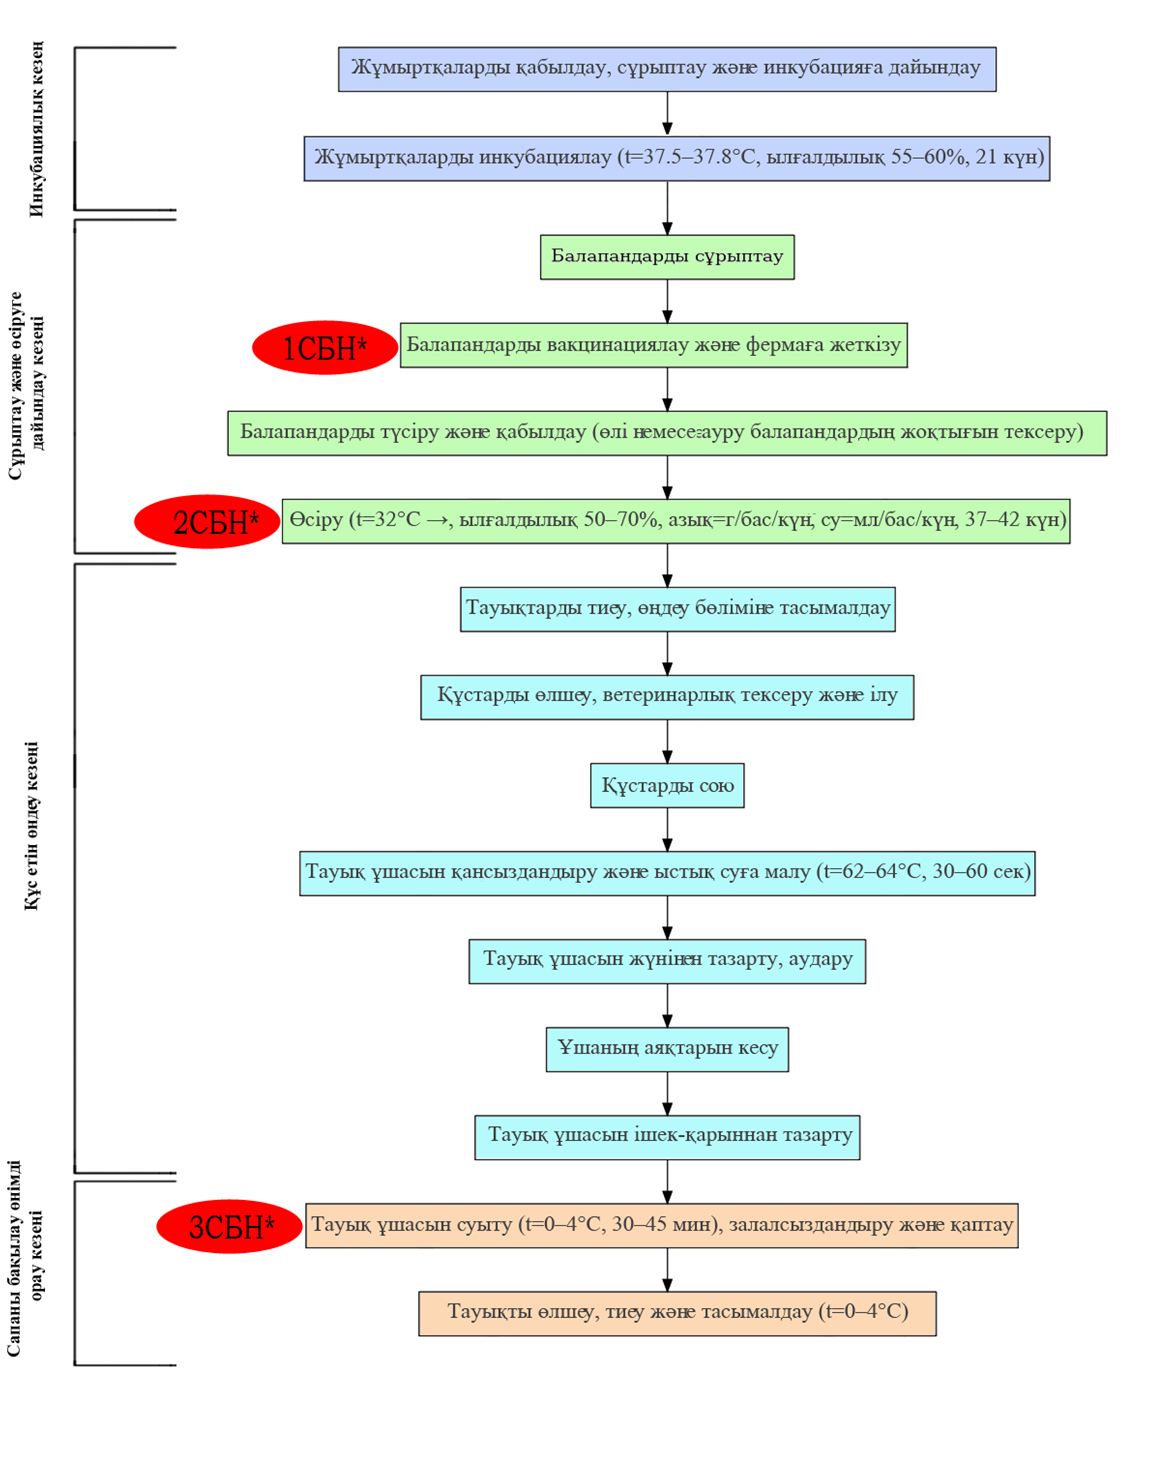 Инкубациялык кезең
Жұмыртқаларды қабылдау, сұрыптау және инкубацияға дайындау
Жұмыртқаларды инкубациялау (t=37.5–37.8°C, ылғалдылық 55–60%, 21 күн)
Сұрыптау және өсіруге
дайындау кезеңі
Балапандарды сұрыптау
1СБН*
Балапандарды вакцинациялау және фермаға жеткізу
Балапандарды түсіру және қабылдау (өлі немесе ауру балапандардың жоқтығын тексеру)
2СБН*
Өсіру (t=32°C →, ылғалдылық 50–70%, азық=г/бас/күн, су=мл/бас/күн, 37–42 күн)
Құс етін өңдеу кезеңі
Тауықтарды тиеу, өңдеу бөліміне тасымалдау
Құстарды өлшеу, ветеринарлық тексеру және ілу
Құстарды сою
Тауық ұшасын қансыздандыру және ыстық суға малу (t=62–64°C, 30–60 сек)
Тауық ұшасын жүнінен тазарту, аудару
Ұшаның аяқтарын кесу
Тауық ұшасын ішек-қарыннан тазарту
Сапаны бақылау өнімді
орау кезеңі
3СБН*
Тауық ұшасын суыту (t=0–4°C, 30–45 мин), залалсыздандыру және қаптау
Тауықты өлшеу, тиеу және тасымалдау (t=0–4°C)